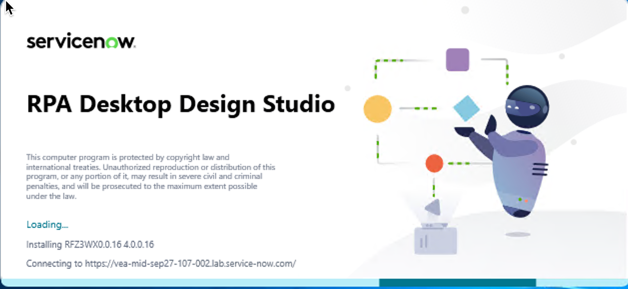 servicenow.
RPA Desktop Design Studio
This computer program is protected by copyright law and
international treaties. Unauthorized reproduction or distribution of this
program, or any portion of it, may result in severe civil and criminal
penalties, and will be prosecuted to the maximum extent possible
under the law.
Loading...
Installing RFZ3WX0.0.16 4.0.0.16
Connecting to https://vea-mid-sep27-107-002.lab.service-now.com/